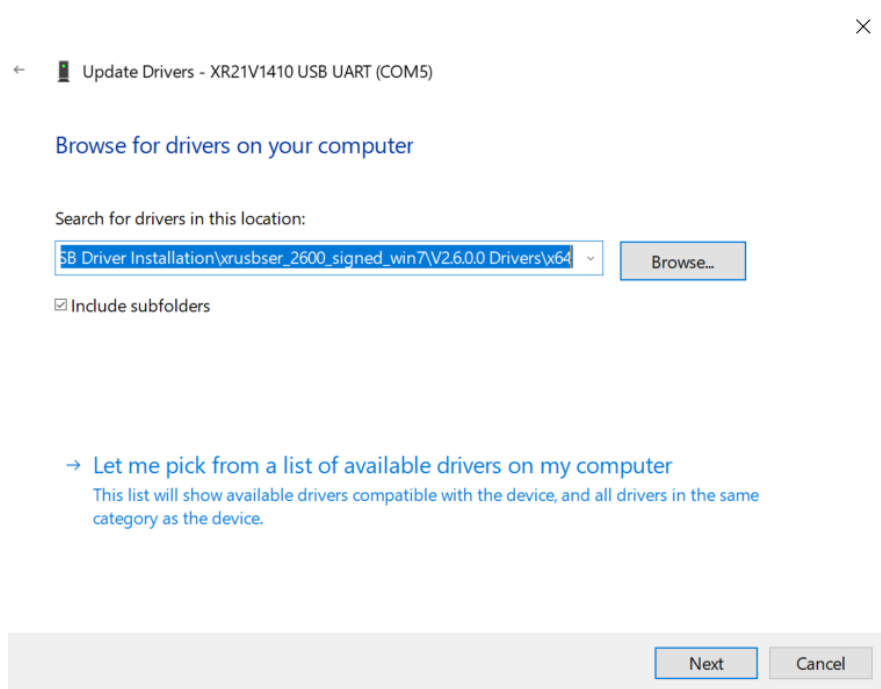 Update Drivers - XR21V1410 USB UART (COM5)
Browse for drivers on your computer
Search for drivers in this location:
SB Driver Installation\xrusbser_2600_signed_win7\V2.6.0.0 Drivers\x64
Browse...
Include subfolders
Let me pick from a list of available drivers on my computer
This list will show available drivers compatible with the device, and all drivers in the same
category as the device.
Next
Cancel